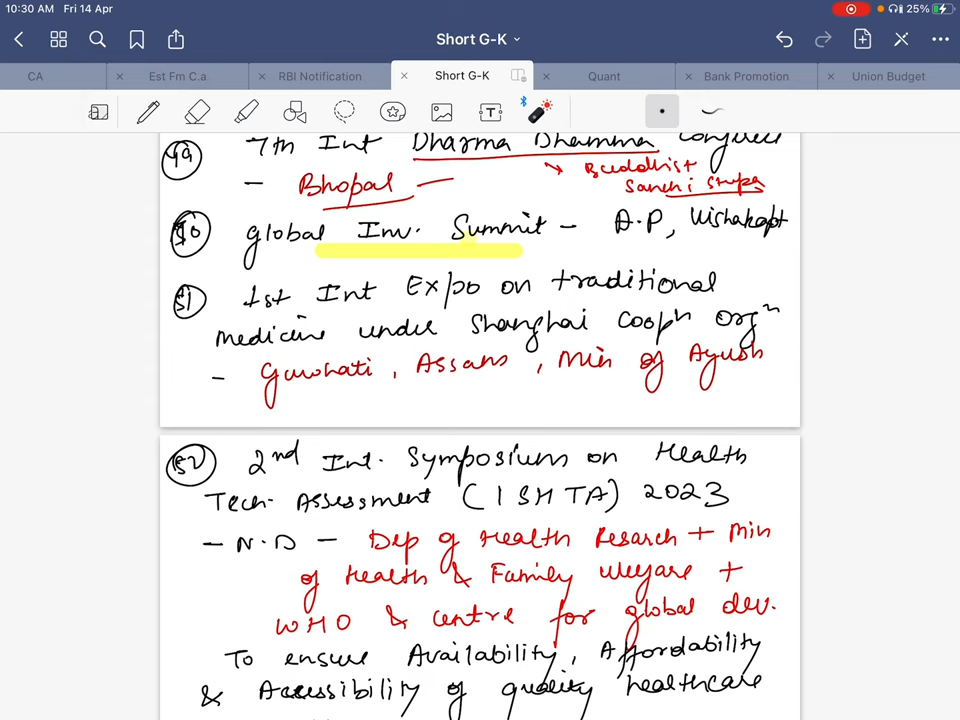 10:30 AM Fri 14 Apr 25%
Short G-K
CA Est Fm C.a RBI Notification Short G-K Quant Bank Promotion Union Budget
49 7th Int Dharma Dhamma
→ Buddhist
- Bhopal - Sanchi stupa
50 global Inv. Summit - A.P, Vishakapt
51 1st Int Expo on traditional
medicine under Shanghai Coopn Orgn
- Guwahati, Assam, Min of Ayush
52 2nd Int. Symposium on Health
Tech. Assessment (ISHTA) 2023
- N.D - Dep of Health Resarch + Min
of Health & Family welfare +
WHO & centre for global dev.
To ensure Availability, Affordability
& Accessibility of quality healthcare